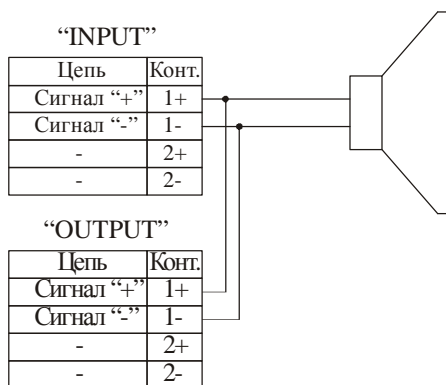 “INPUT”
Цепь Конт.
Сигнал “+” 1+
Сигнал “-” 1-
- 2+
- 2-
“OUTPUT”
Цепь Конт.
Сигнал “+” 1+
Сигнал “-” 1-
- 2+
- 2-